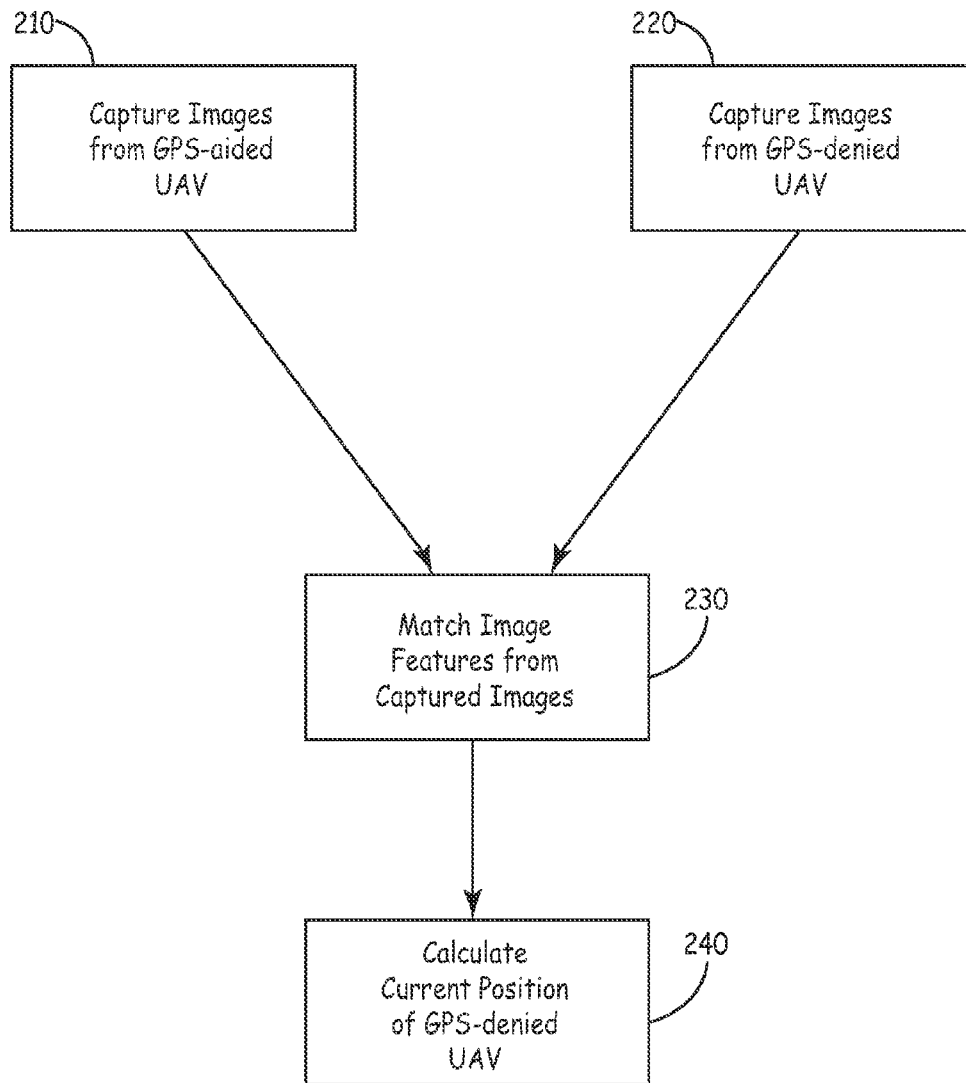 210
Capture Images
from GPS-aided
UAV
220
Capture Images
from GPS-denied
UAV
Match Image
Features from
Captured Images
230
Calculate
Current Position
of GPS-denied
UAV
240